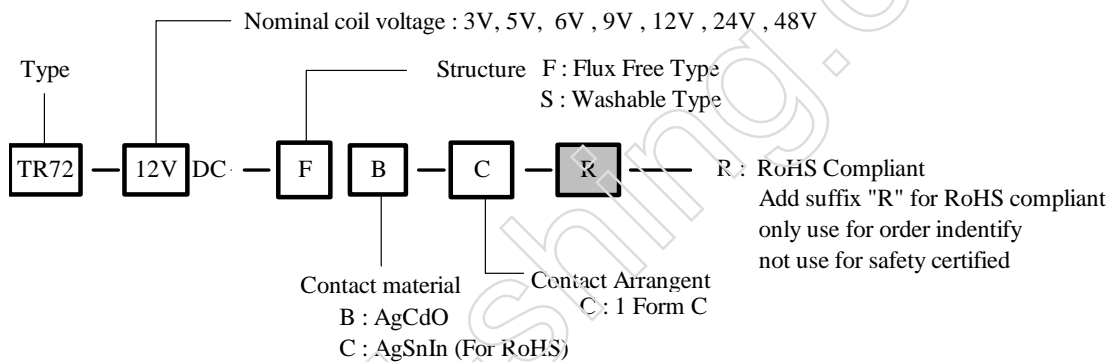 Nominal coil voltage : 3V, 5V, 6V , 9V , 12V , 24V , 48V
Type
Structure F : Flux Free Type
S : Washable Type
TR72 — 12V DC — F B — C — R — R : RoHS Compliant
Add suffix "R" for RoHS compliant
only use for order indentify
not use for safety certified
Contact material
B : AgCdO
C : AgSnIn (For RoHS)
Contact Arrangent
C : 1 Form C